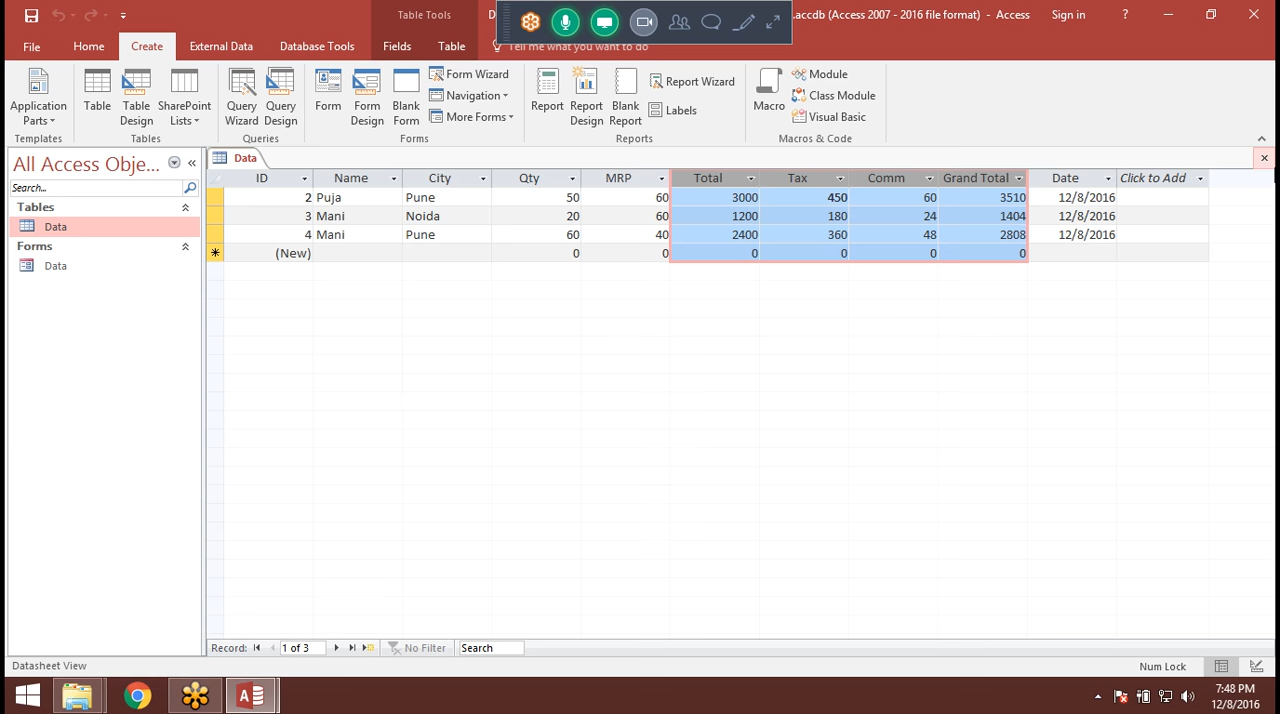 Table Tools
D
.accdb (Access 2007 - 2016 file format) - Access
Sign in
?
File
Home
Create
External Data
Database Tools
Fields
Table
Tell me what you want to do
Application Parts
Table
Table Design
SharePoint Lists
Query Wizard
Query Design
Form
Form Design
Blank Form
Form Wizard
Navigation
More Forms
Report
Report Design
Blank Report
Report Wizard
Labels
Macro
Module
Class Module
Visual Basic
Templates
Tables
Queries
Forms
Reports
Macros & Code
All Access Obje...
Search...
Tables
Data
Forms
Data
Data
ID Name City Qty MRP Total Tax Comm Grand Total Date Click to Add
2 Puja Pune 50 60 3000 450 60 3510 12/8/2016
3 Mani Noida 20 60 1200 180 24 1404 12/8/2016
4 Mani Pune 60 40 2400 360 48 2808 12/8/2016
(New) 0 0 0 0 0 0
Record: 1 of 3 No Filter Search
Datasheet View
Num Lock
7:48 PM
12/8/2016